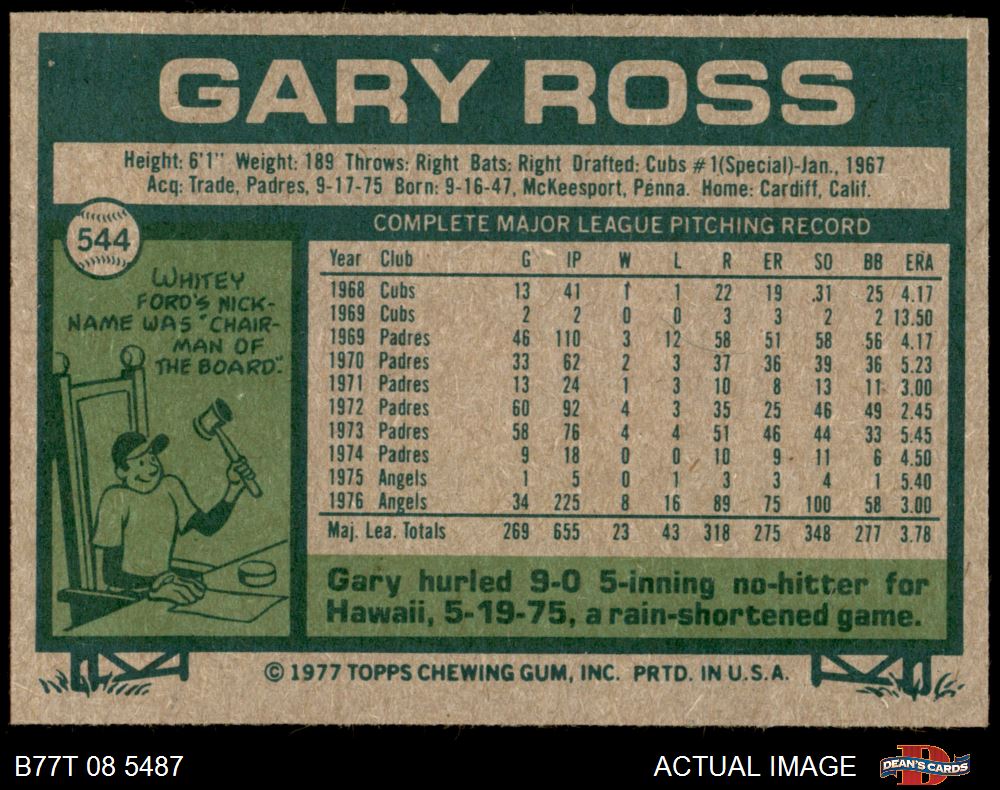 GARY ROSS
Height: 6'1" Weight: 189 Throws: Right Bats: Right Drafted: Cubs #1(Special)-Jan., 1967
Acq: Trade, Padres, 9-17-75 Born: 9-16-47, McKeesport, Penna. Home: Cardiff, Calif.
544
COMPLETE MAJOR LEAGUE PITCHING RECORD
WHITEY
FORD'S NICK-
NAME WAS "CHAIR-
MAN OF
THE BOARD."
Year Club G IP W L R ER SO BB ERA
1968 Cubs 13 41 1 1 22 19 .31 25 4.17
1969 Cubs 2 2 0 0 3 3 2 2 13.50
1969 Padres 46 110 3 12 58 51 58 56 4.17
1970 Padres 33 62 2 3 37 36 39 36 5.23
1971 Padres 13 24 1 3 10 8 13 11 3.00
1972 Padres 60 92 4 3 35 25 46 49 2.45
1973 Padres 58 76 4 4 51 46 44 33 5.45
1974 Padres 9 18 0 0 10 9 11 6 4.50
1975 Angels 1 5 0 1 3 3 4 1 5.40
1976 Angels 34 225 8 16 89 75 100 58 3.00
Maj. Lea. Totals 269 655 23 43 318 275 348 277 3.78
Gary hurled 9-0 5-inning no-hitter for
Hawaii, 5-19-75, a rain-shortened game.
© 1977 TOPPS CHEWING GUM, INC. PRTD. IN U.S.A.
B77T 08 5487 ACTUAL IMAGE DEAN'S CARDS